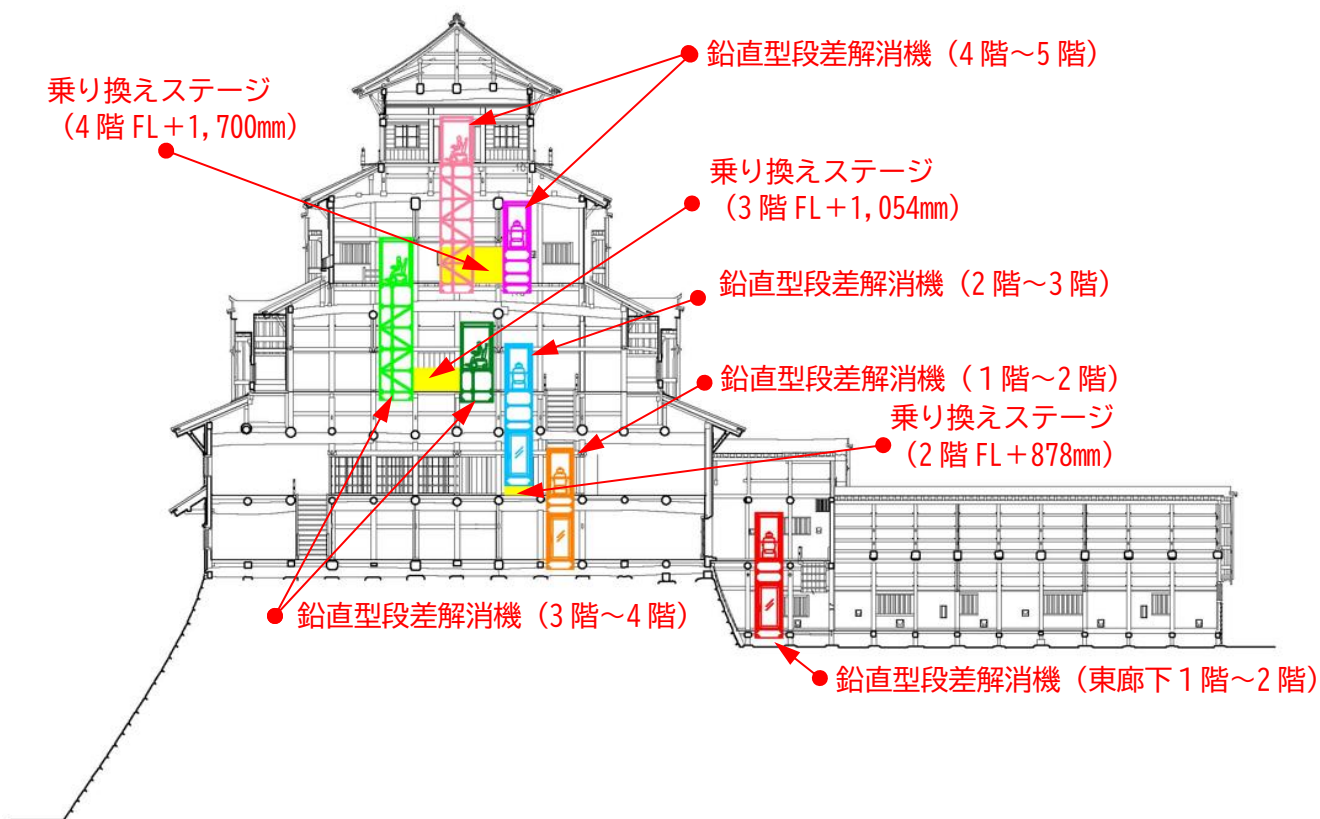 鉛直型段差解消機（4階～5階）
乗り換えステージ
（4階 FL＋1,700mm）
乗り換えステージ
（3階 FL＋1,054mm）
鉛直型段差解消機（2階～3階）
鉛直型段差解消機（１階～2階）
乗り換えステージ
（2階 FL＋878mm）
鉛直型段差解消機（3階～4階）
鉛直型段差解消機（東廊下１階～2階）